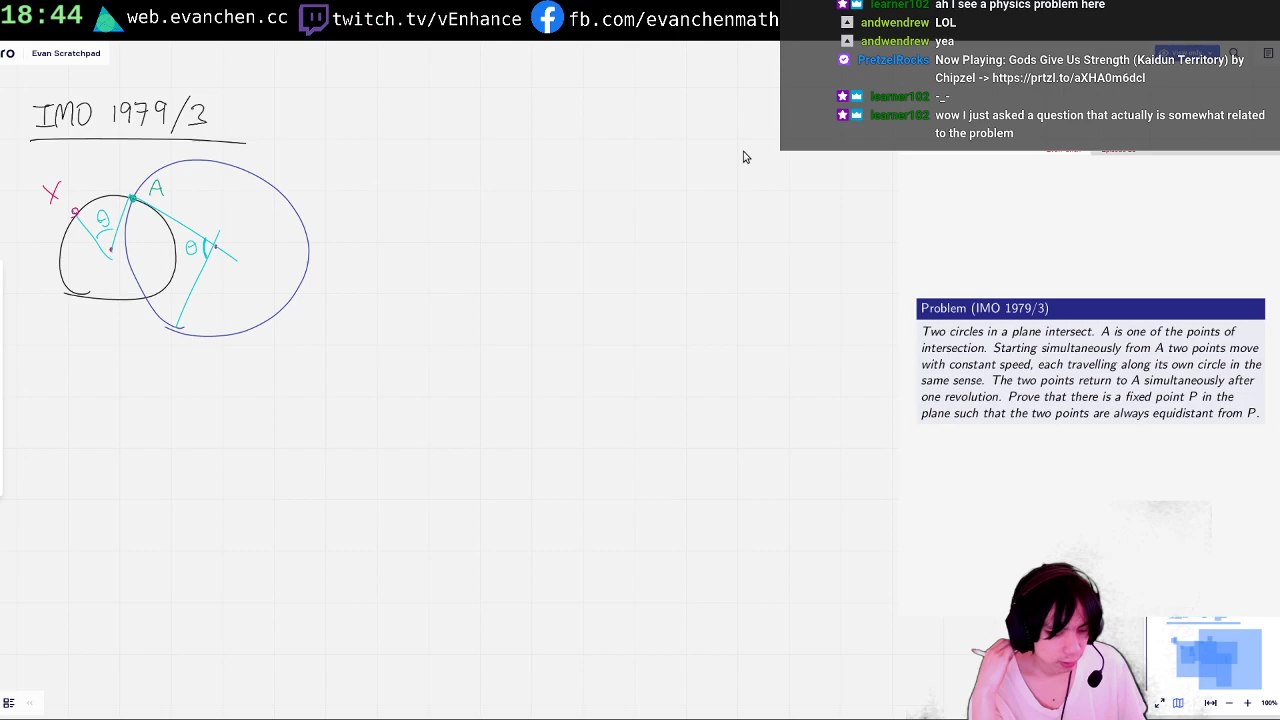 18:44 web.evanchen.cc twitch.tv/vEnhance fb.com/evanchenmath
learner102 ah I see a physics problem here
andwendrew LOL
andwendrew yea
PretzelRocks Now Playing: Gods Give Us Strength (Kaidun Territory) by
Chipzel -> https://prtzl.to/aXHA0m6dcl
learner102 -_-
learner102 wow I just asked a question that actually is somewhat related
to the problem
ro Evan Scratchpad
IMO 1979/3
X
A
θ
θ
Problem (IMO 1979/3)
Two circles in a plane intersect. A is one of the points of
intersection. Starting simultaneously from A two points move
with constant speed, each travelling along its own circle in the
same sense. The two points return to A simultaneously after
one revolution. Prove that there is a fixed point P in the
plane such that the two points are always equidistant from P.
100%